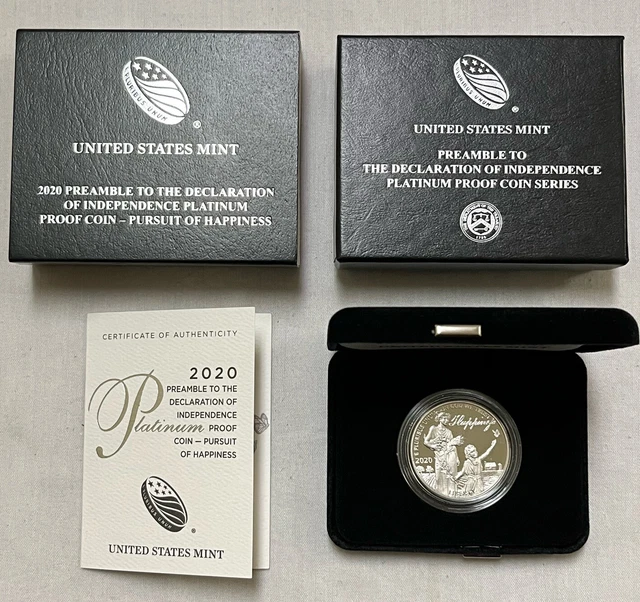 E PLURIBUS UNUM
®
UNITED STATES MINT
2020 PREAMBLE TO THE DECLARATION
OF INDEPENDENCE PLATINUM
PROOF COIN – PURSUIT OF HAPPINESS
UNITED STATES MINT
PREAMBLE TO
THE DECLARATION OF INDEPENDENCE
PLATINUM PROOF COIN SERIES
1789
CERTIFICATE OF AUTHENTICITY
2020
PREAMBLE TO THE
DECLARATION OF
INDEPENDENCE
Platinum PROOF
COIN — PURSUIT
OF HAPPINESS
UNITED STATES MINT
Happiness
2020